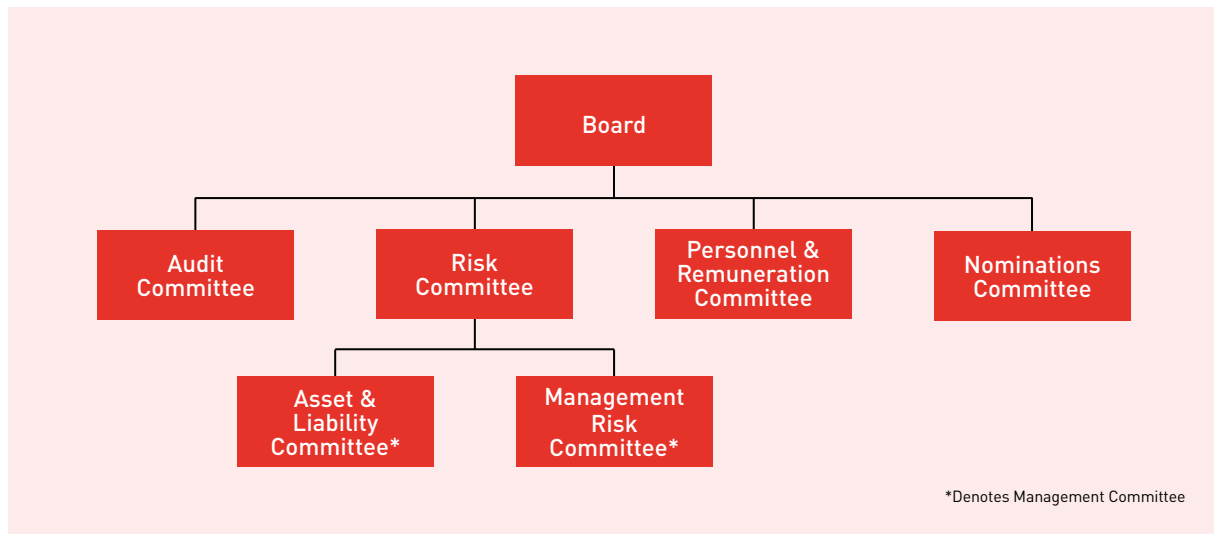 Board
Audit
Committee
Risk
Committee
Personnel &
Remuneration
Committee
Nominations
Committee
Asset &
Liability
Committee*
Management
Risk
Committee*
*Denotes Management Committee